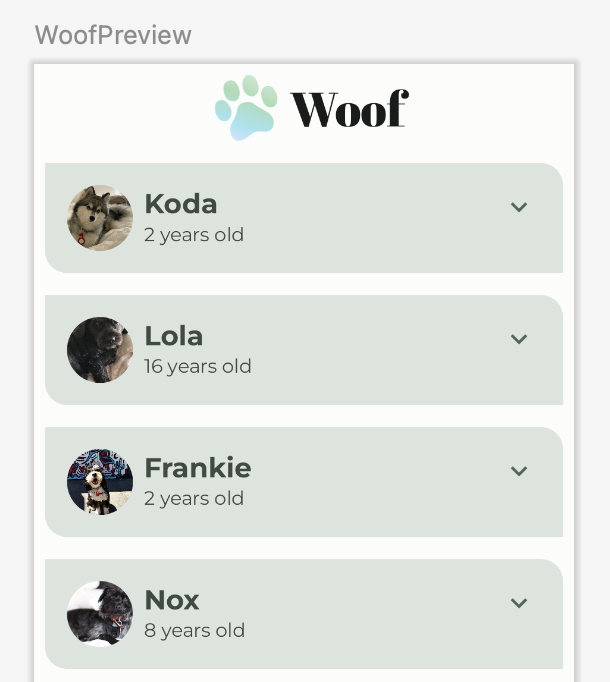 WoofPreview
Woof
Koda
2 years old
Lola
16 years old
Frankie
2 years old
Nox
8 years old